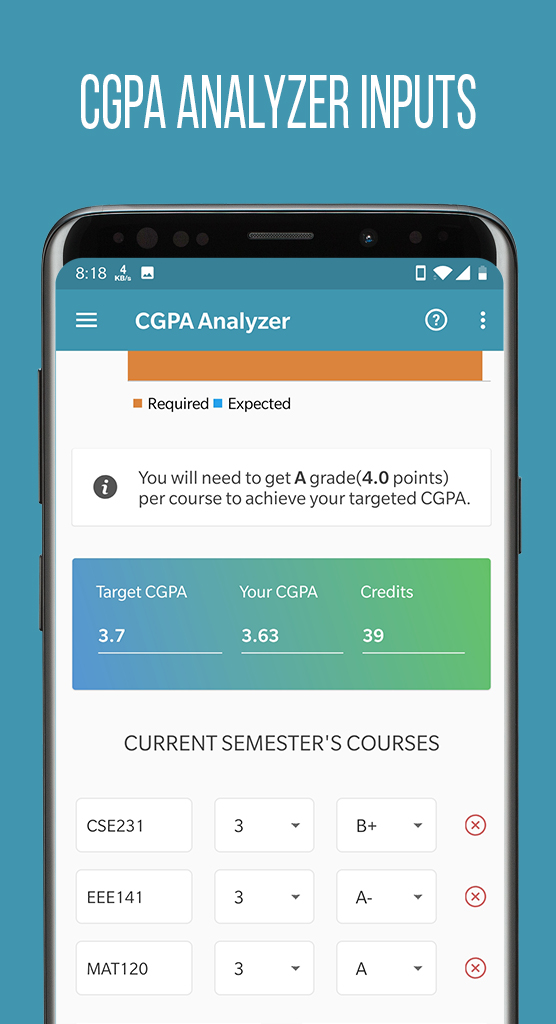 CGPA ANALYZER INPUTS
8:18 4 KB/s
CGPA Analyzer
Required Expected
You will need to get A grade(4.0 points)
per course to achieve your targeted CGPA.
Target CGPA Your CGPA Credits
3.7 3.63 39
CURRENT SEMESTER'S COURSES
CSE231 3 B+
EEE141 3 A-
MAT120 3 A